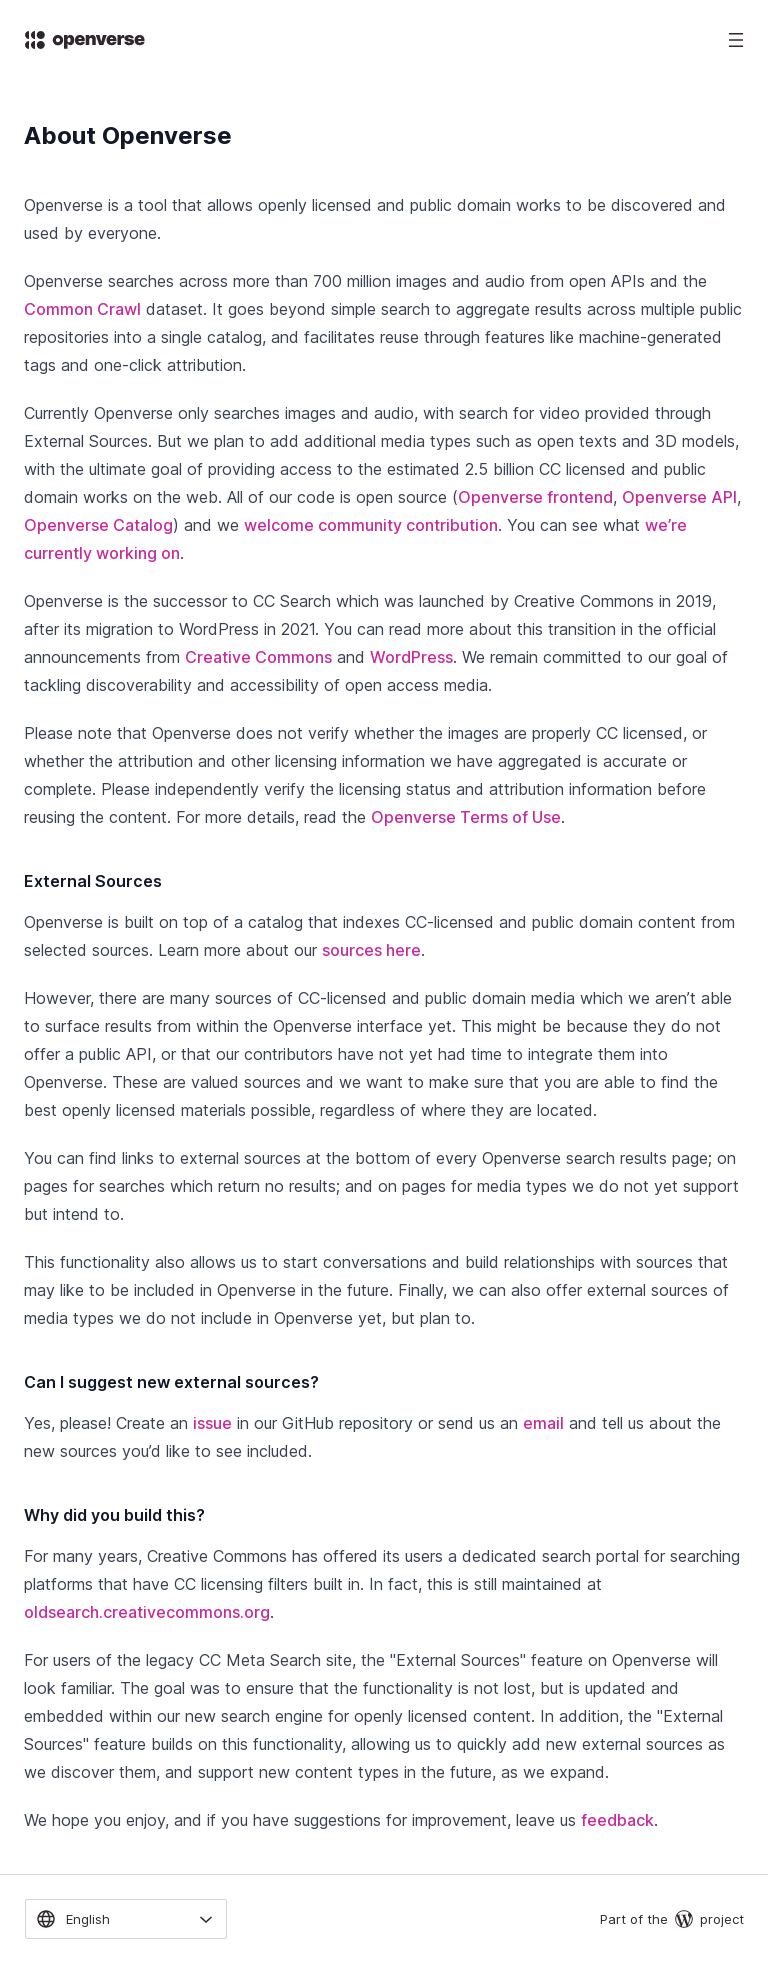 openverse
About Openverse
Openverse is a tool that allows openly licensed and public domain works to be discovered and
used by everyone.
Openverse searches across more than 700 million images and audio from open APIs and the
Common Crawl dataset. It goes beyond simple search to aggregate results across multiple public
repositories into a single catalog, and facilitates reuse through features like machine-generated
tags and one-click attribution.
Currently Openverse only searches images and audio, with search for video provided through
External Sources. But we plan to add additional media types such as open texts and 3D models,
with the ultimate goal of providing access to the estimated 2.5 billion CC licensed and public
domain works on the web. All of our code is open source (Openverse frontend, Openverse API,
Openverse Catalog) and we welcome community contribution. You can see what we’re
currently working on.
Openverse is the successor to CC Search which was launched by Creative Commons in 2019,
after its migration to WordPress in 2021. You can read more about this transition in the official
announcements from Creative Commons and WordPress. We remain committed to our goal of
tackling discoverability and accessibility of open access media.
Please note that Openverse does not verify whether the images are properly CC licensed, or
whether the attribution and other licensing information we have aggregated is accurate or
complete. Please independently verify the licensing status and attribution information before
reusing the content. For more details, read the Openverse Terms of Use.
External Sources
Openverse is built on top of a catalog that indexes CC-licensed and public domain content from
selected sources. Learn more about our sources here.
However, there are many sources of CC-licensed and public domain media which we aren’t able
to surface results from within the Openverse interface yet. This might be because they do not
offer a public API, or that our contributors have not yet had time to integrate them into
Openverse. These are valued sources and we want to make sure that you are able to find the
best openly licensed materials possible, regardless of where they are located.
You can find links to external sources at the bottom of every Openverse search results page; on
pages for searches which return no results; and on pages for media types we do not yet support
but intend to.
This functionality also allows us to start conversations and build relationships with sources that
may like to be included in Openverse in the future. Finally, we can also offer external sources of
media types we do not include in Openverse yet, but plan to.
Can I suggest new external sources?
Yes, please! Create an issue in our GitHub repository or send us an email and tell us about the
new sources you’d like to see included.
Why did you build this?
For many years, Creative Commons has offered its users a dedicated search portal for searching
platforms that have CC licensing filters built in. In fact, this is still maintained at
oldsearch.creativecommons.org.
For users of the legacy CC Meta Search site, the "External Sources" feature on Openverse will
look familiar. The goal was to ensure that the functionality is not lost, but is updated and
embedded within our new search engine for openly licensed content. In addition, the "External
Sources" feature builds on this functionality, allowing us to quickly add new external sources as
we discover them, and support new content types in the future, as we expand.
We hope you enjoy, and if you have suggestions for improvement, leave us feedback.
English
Part of the project